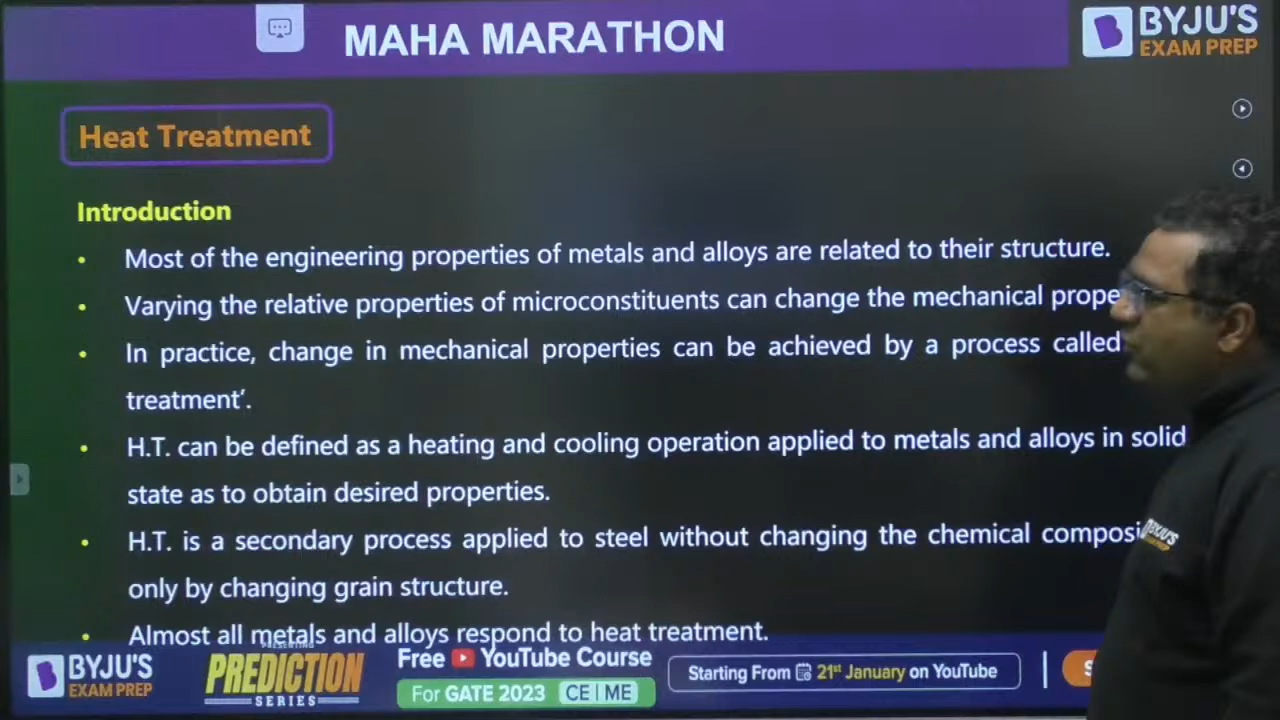 MAHA MARATHON
BYJU'S
EXAM PREP
Heat Treatment
Introduction
• Most of the engineering properties of metals and alloys are related to their structure.
• Varying the relative properties of microconstituents can change the mechanical
• In practice, change in mechanical properties can be achieved by a process called
treatment'.
• H.T. can be defined as a heating and cooling operation applied to metals and alloys in solid
state as to obtain desired properties.
• H.T. is a secondary process applied to steel without changing the chemical
only by changing grain structure.
• Almost all metals and alloys respond to heat treatment.
BYJU'S
EXAM PREP
PRESENTING
PREDICTION
SERIES
Free YouTube Course
For GATE 2023 CE | ME
Starting From 21st January on YouTube
BYJU'S
EXAM PREP